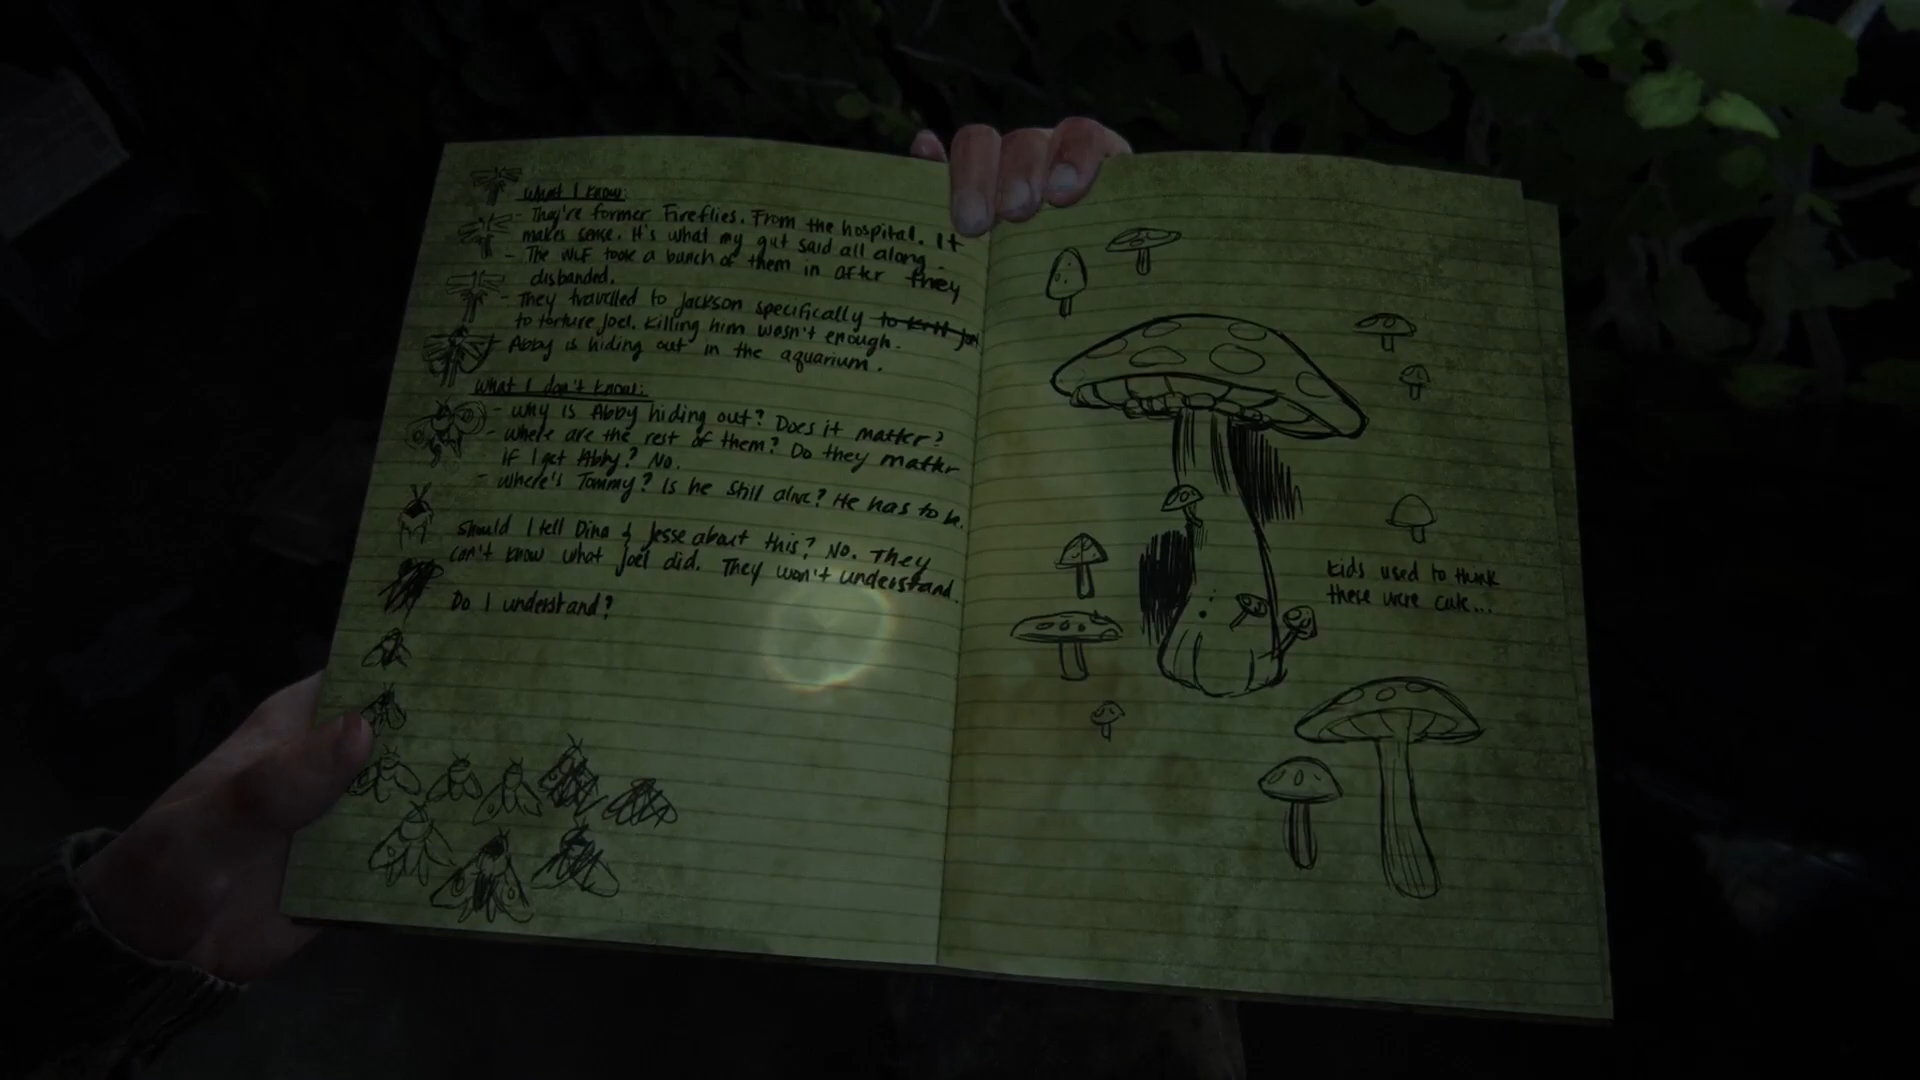 What I know:
- They're former Fireflies. From the hospital. It
makes sense. It's what my gut said all along.
- The WLF took a bunch of them in after they
disbanded.
- They travelled to Jackson specifically to kill Joel
to torture Joel. Killing him wasn't enough.
- Abby is hiding out in the aquarium.
What I don't know:
- Why is Abby hiding out? Does it matter?
- Where are the rest of them? Do they matter
if I get Abby? No.
- Where's Tommy? Is he still alive? He has to be.
Should I tell Dina & Jesse about this? No. They
can't know what Joel did. They won't understand.
Do I understand?
Kids used to think
these were cute...